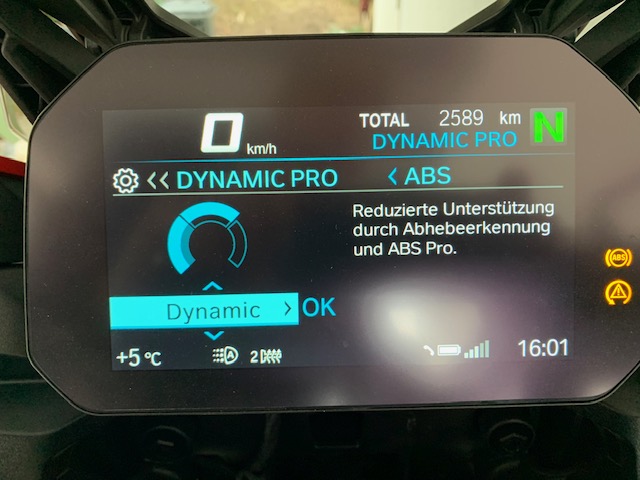 0 km/h
TOTAL 2589 km
DYNAMIC PRO
N
<< DYNAMIC PRO < ABS
Reduzierte Unterstützung
durch Abhebeerkennung
und ABS Pro.
Dynamic > OK
ABS
+5 °C
A
2
16:01